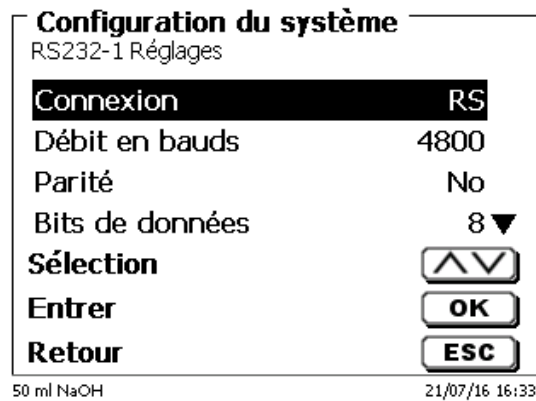 Configuration du système
RS232-1 Réglages
Connexion RS
Débit en bauds 4800
Parité No
Bits de données 8
Sélection
Entrer OK
Retour ESC
50 ml NaOH 21/07/16 16:33